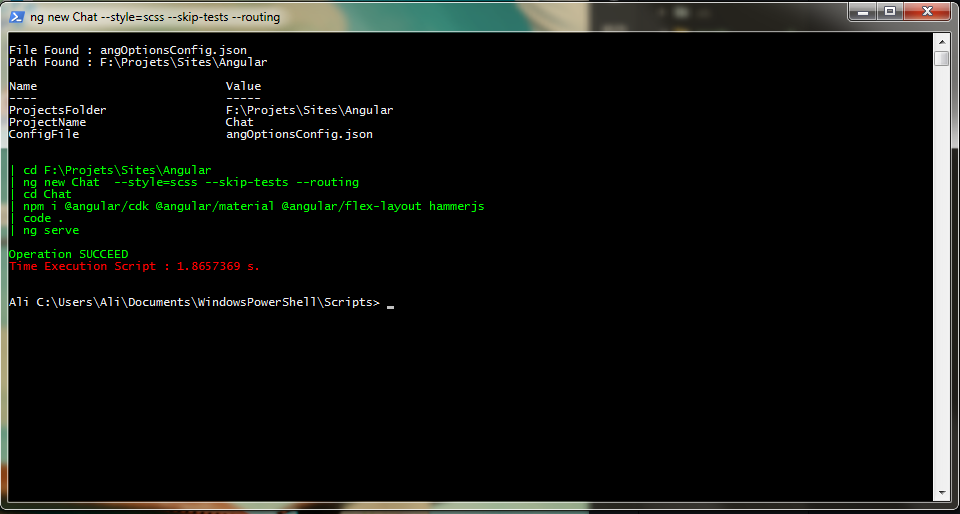 ng new Chat --style=scss --skip-tests --routing
File Found : angOptionsConfig.json
Path Found : F:\Projets\Sites\Angular
Name Value
---- -----
ProjectsFolder F:\Projets\Sites\Angular
ProjectName Chat
ConfigFile angOptionsConfig.json
| cd F:\Projets\Sites\Angular
| ng new Chat  --style=scss --skip-tests --routing
| cd Chat
| npm i @angular/cdk @angular/material @angular/flex-layout hammerjs
| code .
| ng serve
Operation SUCCEED
Time Execution Script : 1.8657369 s.
Ali C:\Users\Ali\Documents\WindowsPowerShell\Scripts> _